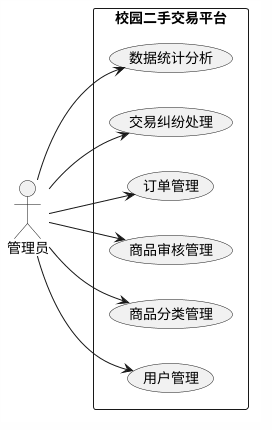 校园二手交易平台
数据统计分析
交易纠纷处理
订单管理
管理员
商品审核管理
商品分类管理
用户管理